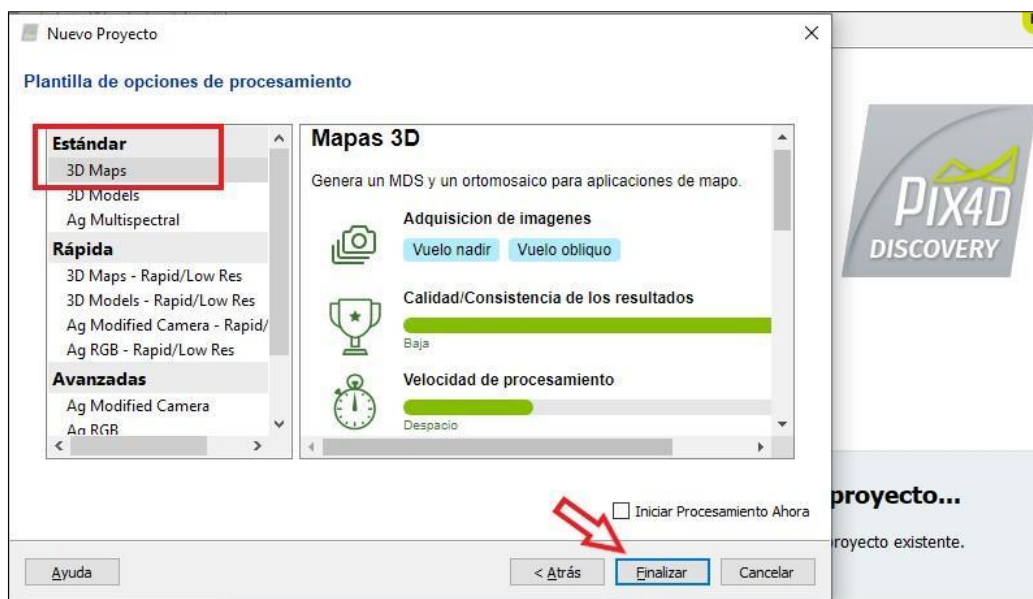 Nuevo Proyecto
Plantilla de opciones de procesamiento
Estándar
3D Maps
3D Models
Ag Multispectral
Rápida
3D Maps - Rapid/Low Res
3D Models - Rapid/Low Res
Ag Modified Camera - Rapid/
Ag RGB - Rapid/Low Res
Avanzadas
Ag Modified Camera
Ag RGB
Mapas 3D
Genera un MDS y un ortomosaico para aplicaciones de mapo.
Adquisicion de imagenes
Vuelo nadir Vuelo obliquo
Calidad/Consistencia de los resultados
Baja
Velocidad de procesamiento
Despacio
Iniciar Procesamiento Ahora
Ayuda
< Atrás
Finalizar
Cancelar
PIX4D
DISCOVERY
proyecto...
proyecto existente.